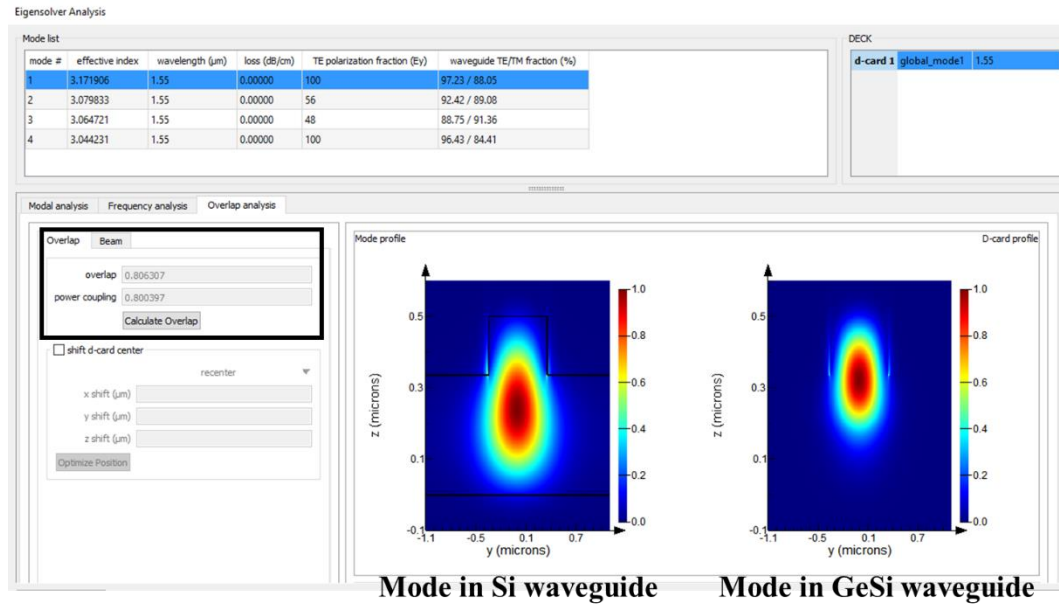 Eigensolver Analysis
Mode list
DECK
mode # effective index wavelength (μm) loss (dB/cm) TE polarization fraction (Ey) waveguide TE/TM fraction (%)
1 3.171906 1.55 0.00000 100 97.23 / 88.05
2 3.079833 1.55 0.00000 56 92.42 / 89.08
3 3.064721 1.55 0.00000 48 88.75 / 91.36
4 3.044231 1.55 0.00000 100 96.43 / 84.41
d-card 1 global_mode1 1.55
Modal analysis Frequency analysis Overlap analysis
Overlap Beam
overlap 0.806307
power coupling 0.800397
Calculate Overlap
shift d-card center
recenter
x shift (μm)
y shift (μm)
z shift (μm)
Optimize Position
Mode profile
D-card profile
z (microns)
0.5
0.3
0.1
-0.1
-1.1 -0.5 0.1 0.7
y (microns)
1.0
0.8
0.6
0.4
0.2
0.0
z (microns)
0.5
0.3
0.1
-0.1
-1.1 -0.5 0.1 0.7
y (microns)
1.0
0.8
0.6
0.4
0.2
0.0
Mode in Si waveguide
Mode in GeSi waveguide